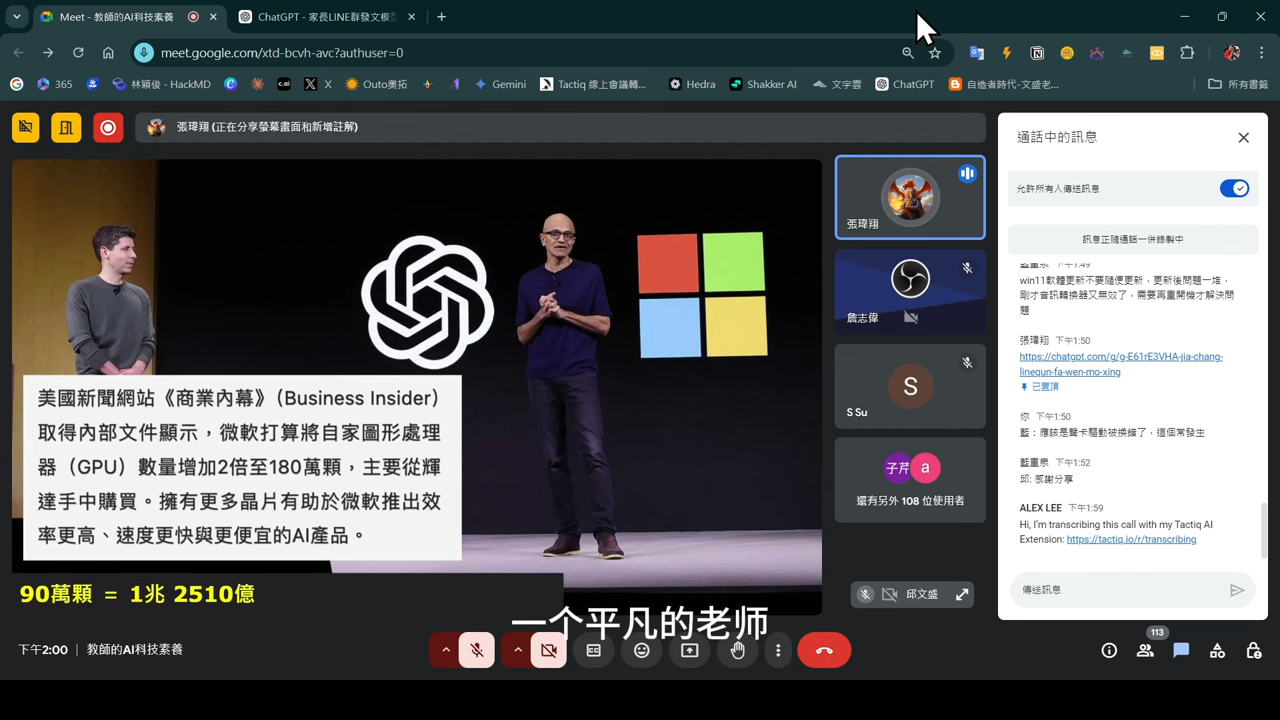 Meet - 教師的AI科技素養
ChatGPT - 家長LINE群發文模
meet.google.com/xtd-bcvh-avc?authuser=0
365
林穎俊 - HackMD
c.ai
X
Outo奧拓
Gemini
Tactiq 線上會議轉...
Hedra
Shakker AI
文字雲
ChatGPT
自造者時代-文盛老...
所有書籤
張瑋翔 (正在分享螢幕畫面和新增註解)
美國新聞網站《商業內幕》（Business Insider）
取得內部文件顯示，微軟打算將自家圖形處理
器（GPU）數量增加2倍至180萬顆，主要從輝
達手中購買。擁有更多晶片有助於微軟推出效
率更高、速度更快與更便宜的AI產品。
90萬顆 = 1兆 2510億
一个平凡的老师
張瑋翔
詹志偉
S
S Su
子芹
a
還有另外 108 位使用者
邱文盛
通話中的訊息
允許所有人傳送訊息
訊息正隨通話一併錄製中
藍重泉 下午1:49
win11軟體更新不要隨便更新，更新後問題一堆，
剛才音訊轉換器又無效了，需要再重開機才解決問
題
張瑋翔 下午1:50
https://chatgpt.com/g/g-E61rE3VHA-jia-chang-
linequn-fa-wen-mo-xing
已置頂
你 下午1:50
藍：應該是聲卡驅動被換錯了，這個常發生
藍重泉 下午1:52
邱: 感謝分享
ALEX LEE 下午1:59
Hi, I'm transcribing this call with my Tactiq AI
Extension: https://tactiq.io/r/transcribing
傳送訊息
下午2:00 | 教師的AI科技素養
113